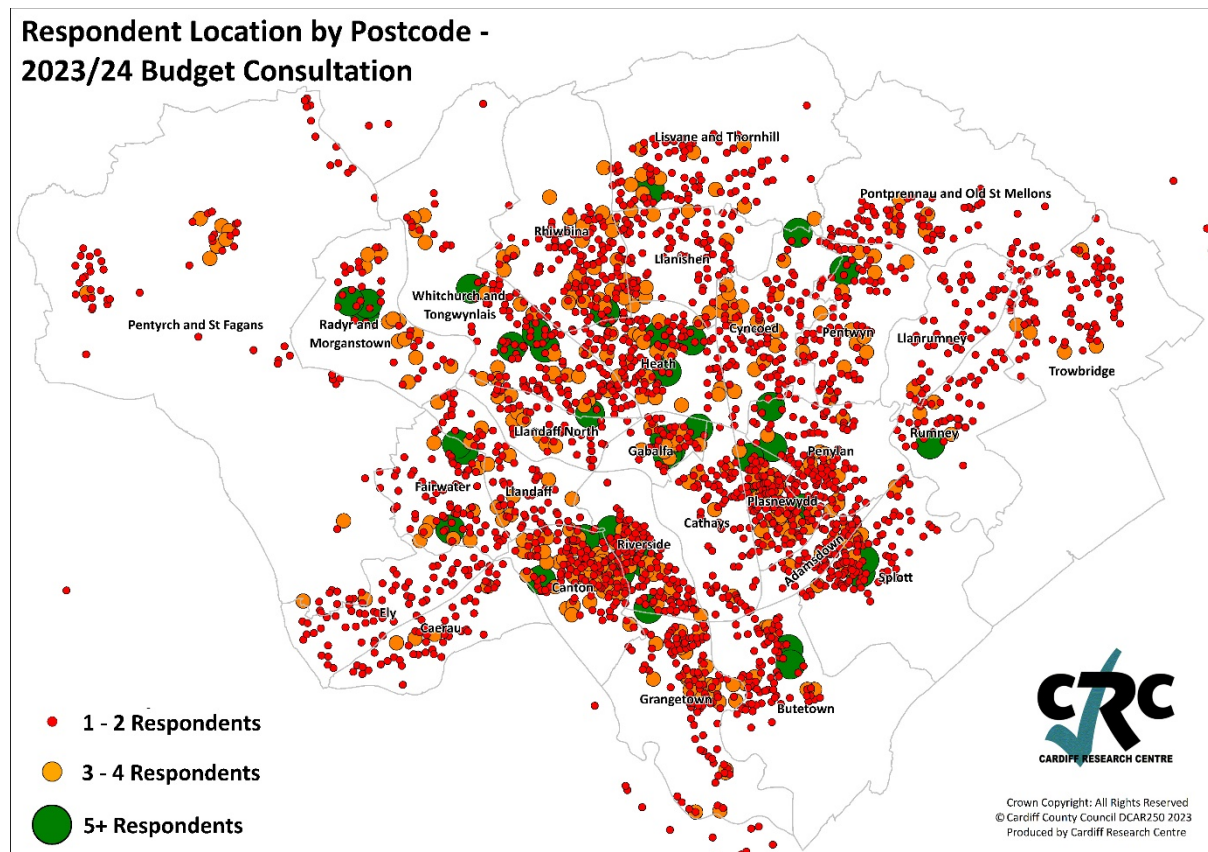 Respondent Location by Postcode -
2023/24 Budget Consultation
Lisvane and Thornhill
Pontprennau and Old St Mellons
Rhiwbina
Llanishen
Whitchurch and
Tongwynlais
Pentyrch and St Fagans
Radyr and
Morganstown
Cyncoed
Pentwyn
Llanrumney
Trowbridge
Heath
Llandaff North
Gabalfa
Rumney
Penylan
Fairwater
Llandaff
Plasnewydd
Cathays
Riverside
Adamsdown
Splott
Canton
Ely
Caerau
Grangetown
Butetown
1 - 2 Respondents
3 - 4 Respondents
5+ Respondents
CRC
CARDIFF RESEARCH CENTRE
Crown Copyright: All Rights Reserved
© Cardiff County Council DCAR250 2023
Produced by Cardiff Research Centre